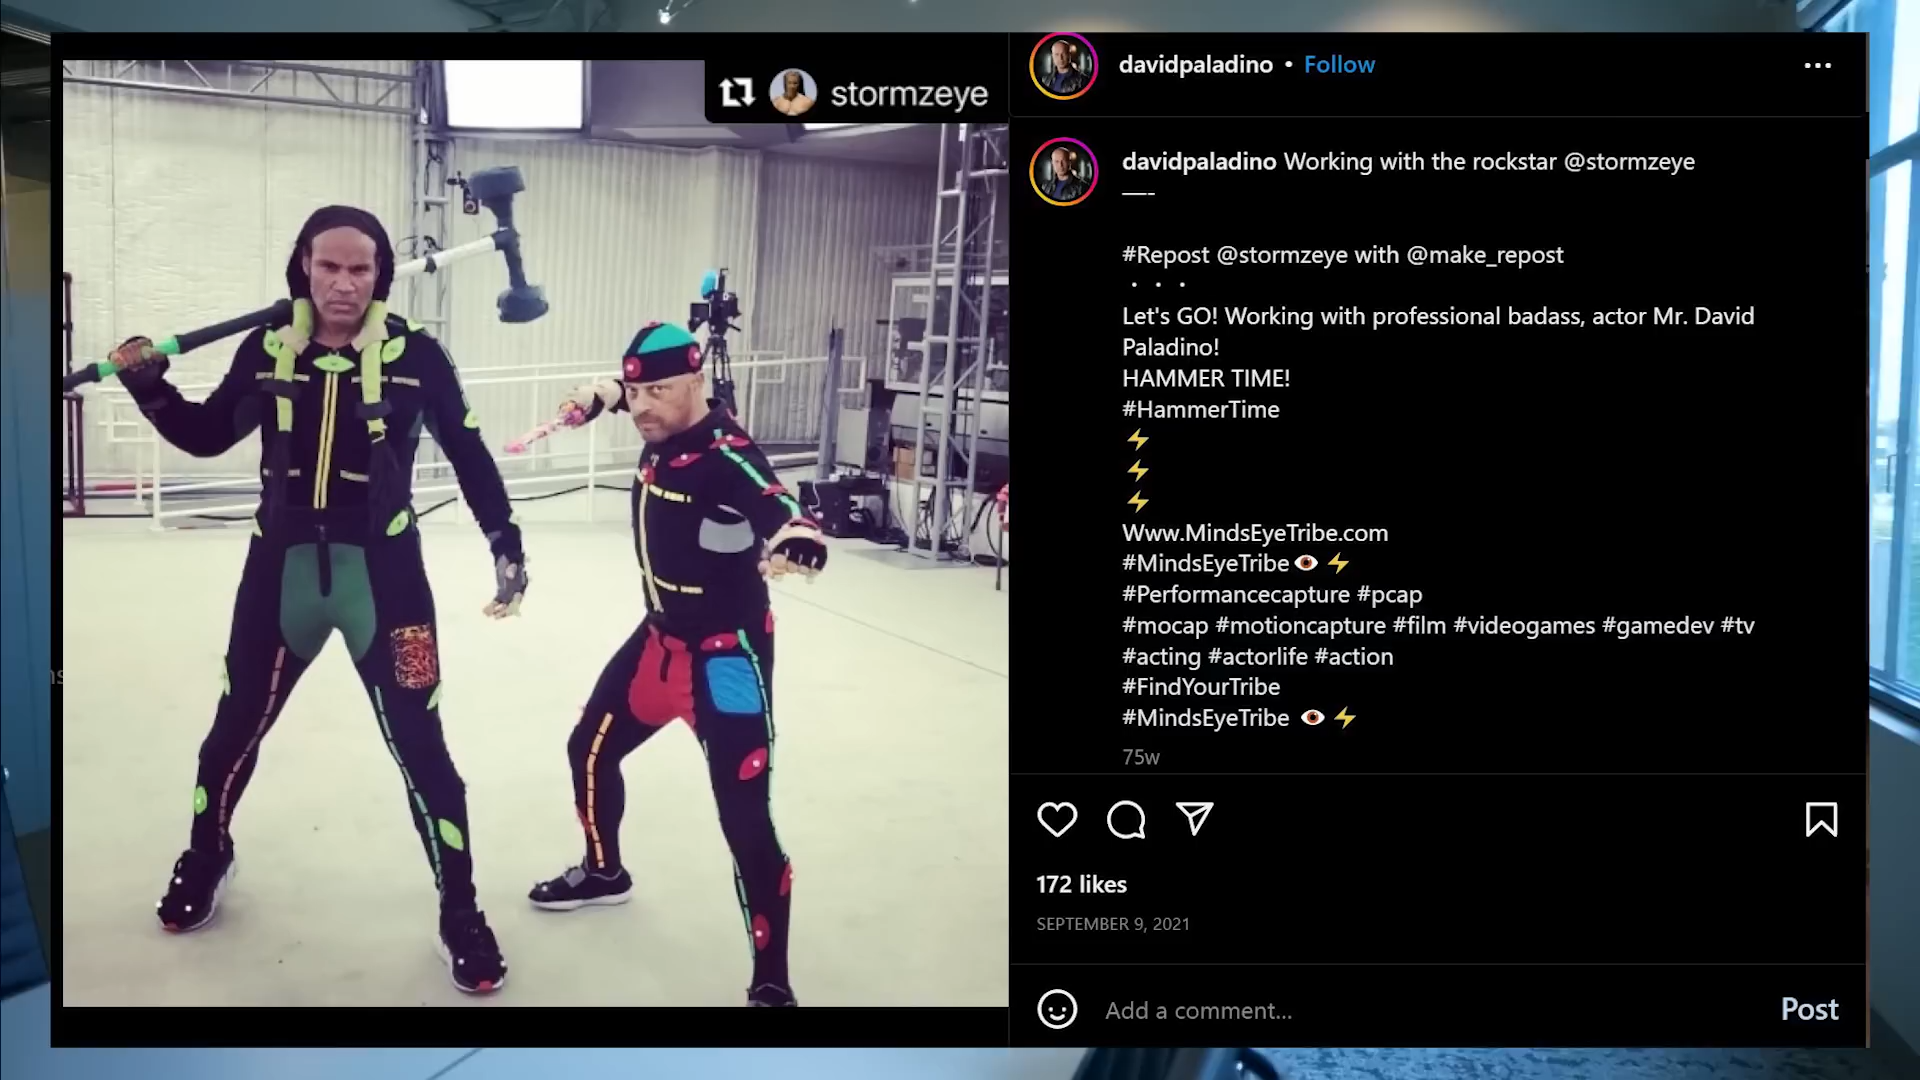 stormzeye
davidpaladino • Follow
davidpaladino Working with the rockstar @stormzeye
—-
#Repost @stormzeye with @make_repost
・・・
Let's GO! Working with professional badass, actor Mr. David
Paladino!
HAMMER TIME!
#HammerTime
⚡
⚡
⚡
Www.MindsEyeTribe.com
#MindsEyeTribe👁⚡
#Performancecapture #pcap
#mocap #motioncapture #film #videogames #gamedev #tv
#acting #actorlife #action
#FindYourTribe
#MindsEyeTribe 👁⚡
75w
172 likes
SEPTEMBER 9, 2021
Add a comment...
Post